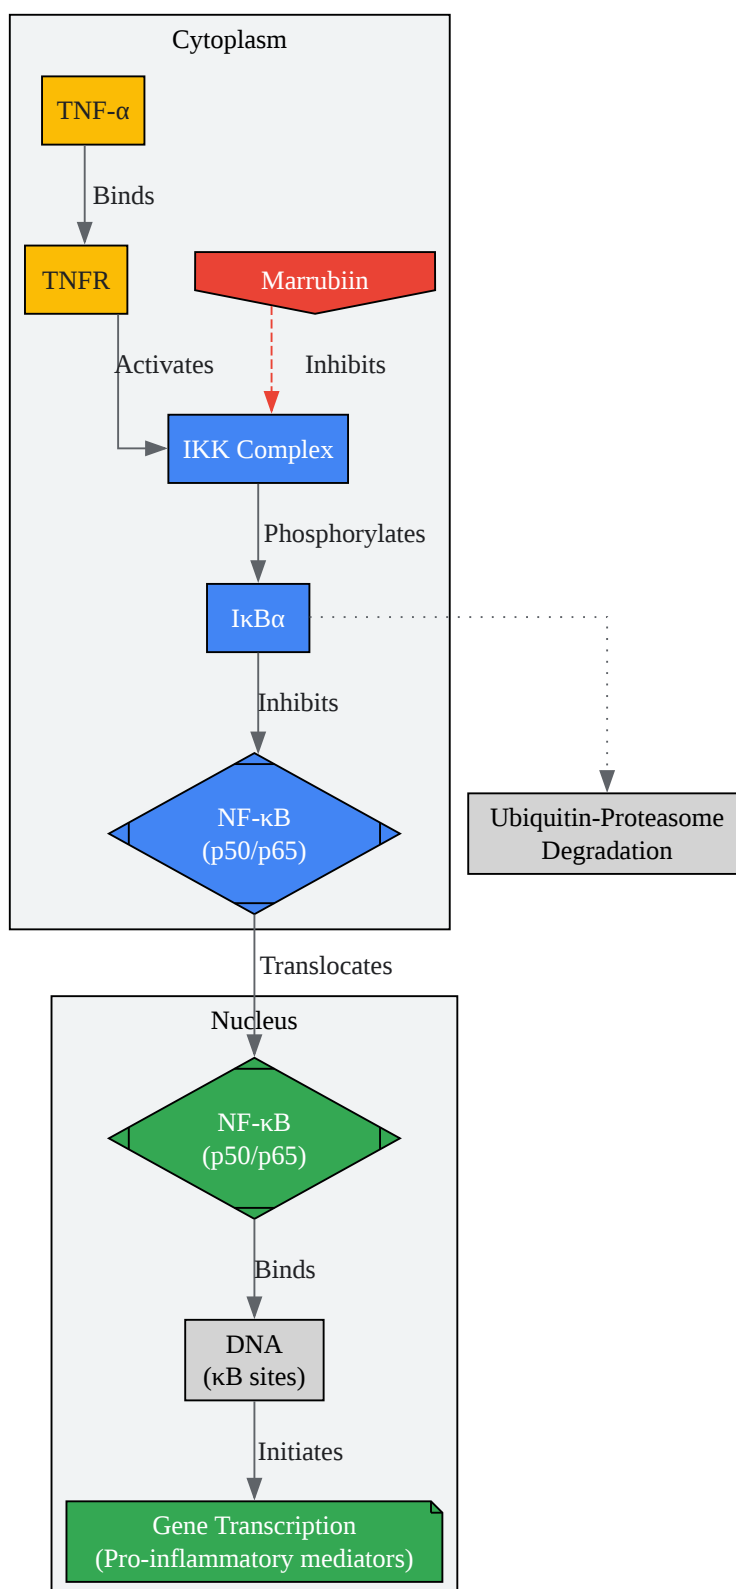 Cytoplasm
TNF-α
Binds
TNFR
Marrubiin
Activates
Inhibits
IKK Complex
Phosphorylates
IκBα
Inhibits
NF-κB
(p50/p65)
Ubiquitin-Proteasome
Degradation
Translocates
Nucleus
NF-κB
(p50/p65)
Binds
DNA
(κB sites)
Initiates
Gene Transcription
(Pro-inflammatory mediators)